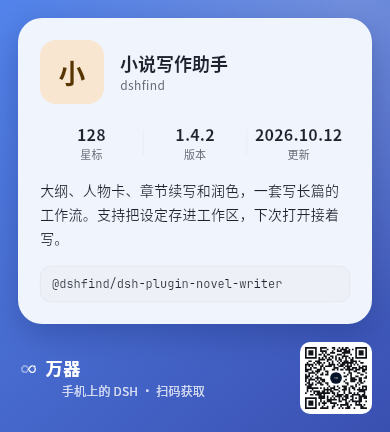 小
小说写作助手
dshfind
128
星标
1.4.2
版本
2026.10.12
更新
大纲、人物卡、章节续写和润色，一套写长篇的
工作流。支持把设定存进工作区，下次打开接着
写。
@dshfind/dsh-plugin-novel-writer
万器
手机上的 DSH · 扫码获取